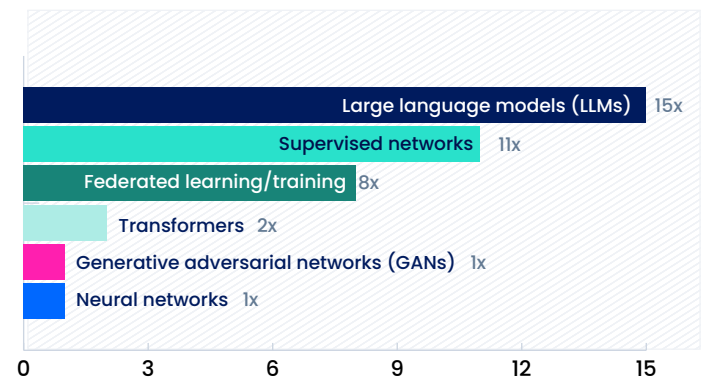 Large language models (LLMs) 15x
Supervised networks 11x
Federated learning/training 8x
Transformers 2x
Generative adversarial networks (GANs) 1x
Neural networks 1x
0 3 6 9 12 15